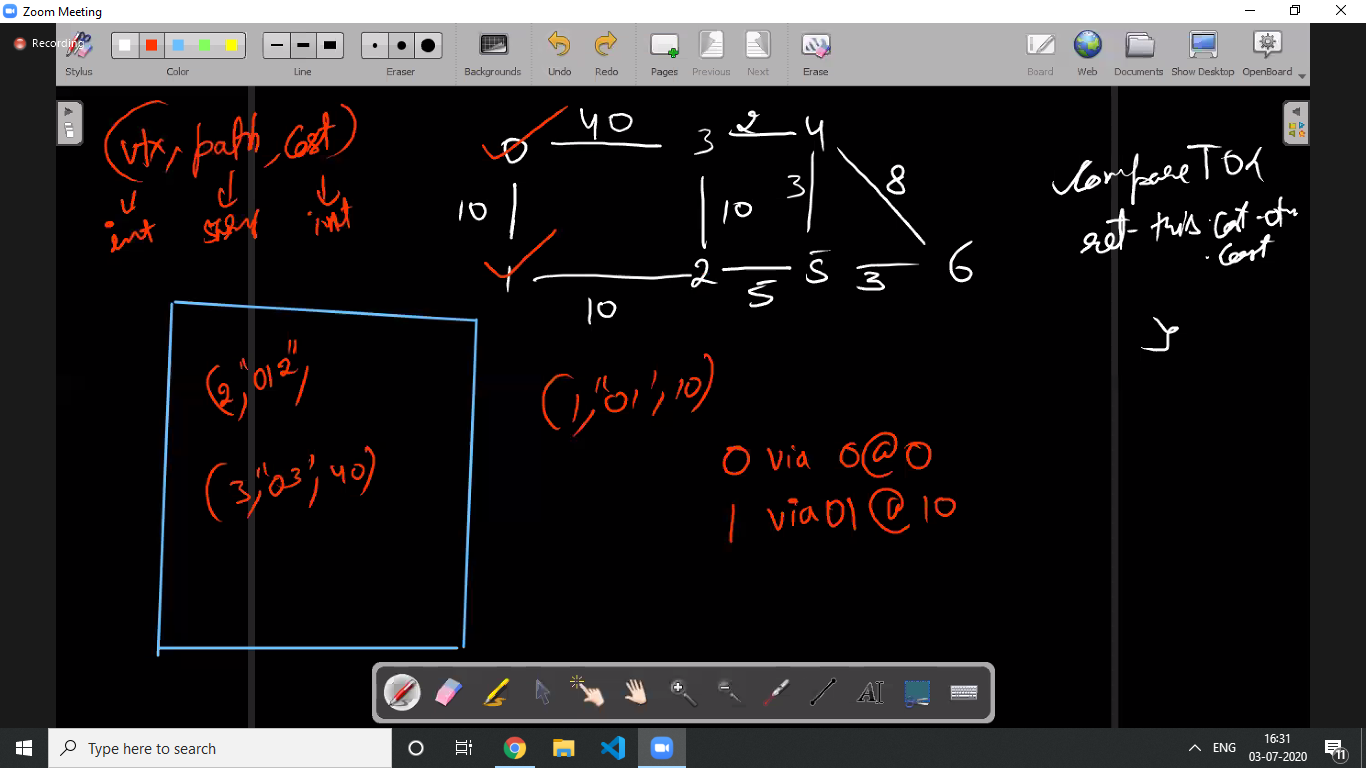 Zoom Meeting
Recording
Stylus
Color
Line
Eraser
Backgrounds
Undo
Redo
Pages
Previous
Next
Erase
Board
Web
Documents
Show Desktop
OpenBoard
(vtx, path, cost)
int
int
0 40 3 2 4
10 10 3 8
1 10 2 5 5 3 6
compareTo(
ret this.
cost
}
(2, "012",
(3, "03", 40)
(1, "01", 10)
0 via 0 @ 0
1 via 01 @ 10
Type here to search
ENG
16:31
03-07-2020
11